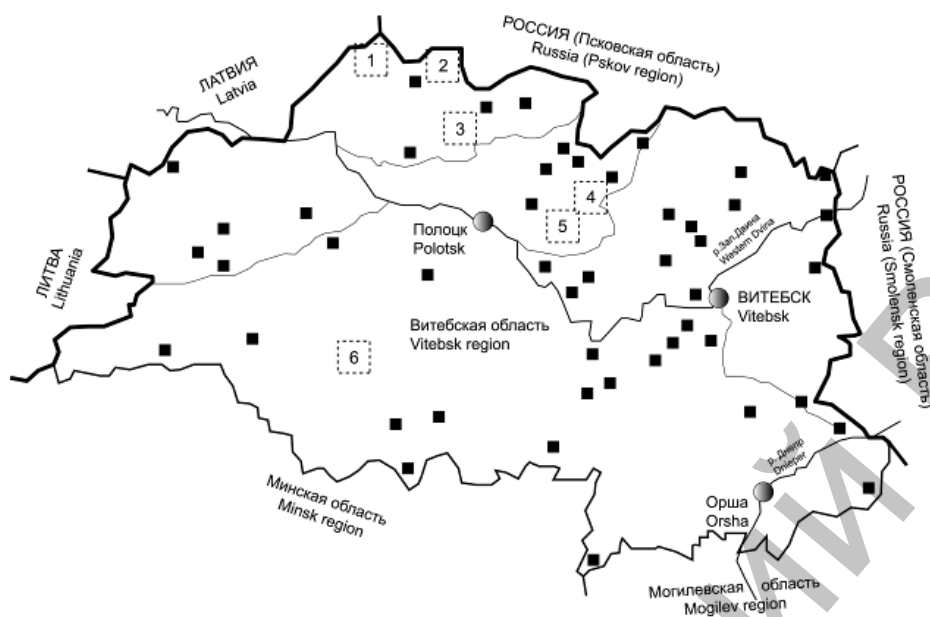 РОССИЯ (Псковская область)
Russia (Pskov region)
ЛАТВИЯ
Latvia
1
2
3
4
5
6
ЛИТВА
Lithuania
Полоцк
Polotsk
р.Зап.Двина
Western Dvina
РОССИЯ (Смоленская область)
Russia (Smolensk region)
ВИТЕБСК
Vitebsk
Витебская область
Vitebsk region
р. Днепр
Dnieper
Орша
Orsha
Минская область
Minsk region
Могилевская область
Mogilev region